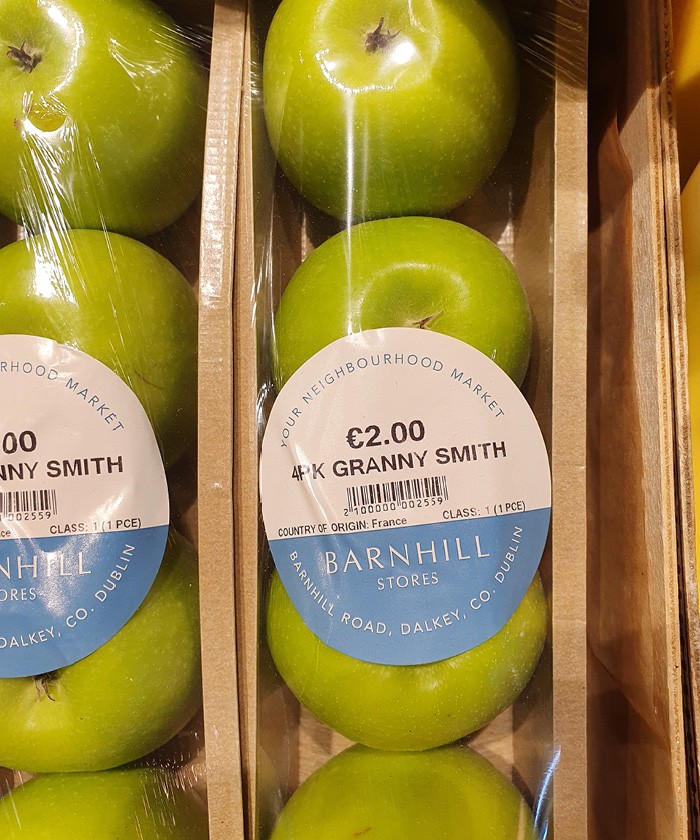 RHOOD MARKET
.00
NNY SMITH
002559
ce CLASS: 1 (1 PCE)
NHILL
ORES
DALKEY, CO. DUBLIN
YOUR NEIGHBOURHOOD MARKET
€2.00
4PK GRANNY SMITH
2 100000 002559
CLASS: 1 (1 PCE)
COUNTRY OF ORIGIN: France
BARNHILL
STORES
BARNHILL ROAD, DALKEY, CO. DUBLIN